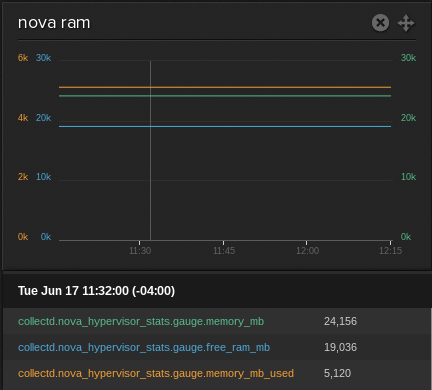 nova ram
6k 30k 30k
4k 20k 20k
2k 10k 10k
0k 0k 0k
11:30 11:45 12:00 12:15
Tue Jun 17 11:32:00 (-04:00)
collectd.nova_hypervisor_stats.gauge.memory_mb 24,156
collectd.nova_hypervisor_stats.gauge.free_ram_mb 19,036
collectd.nova_hypervisor_stats.gauge.memory_mb_used 5,120